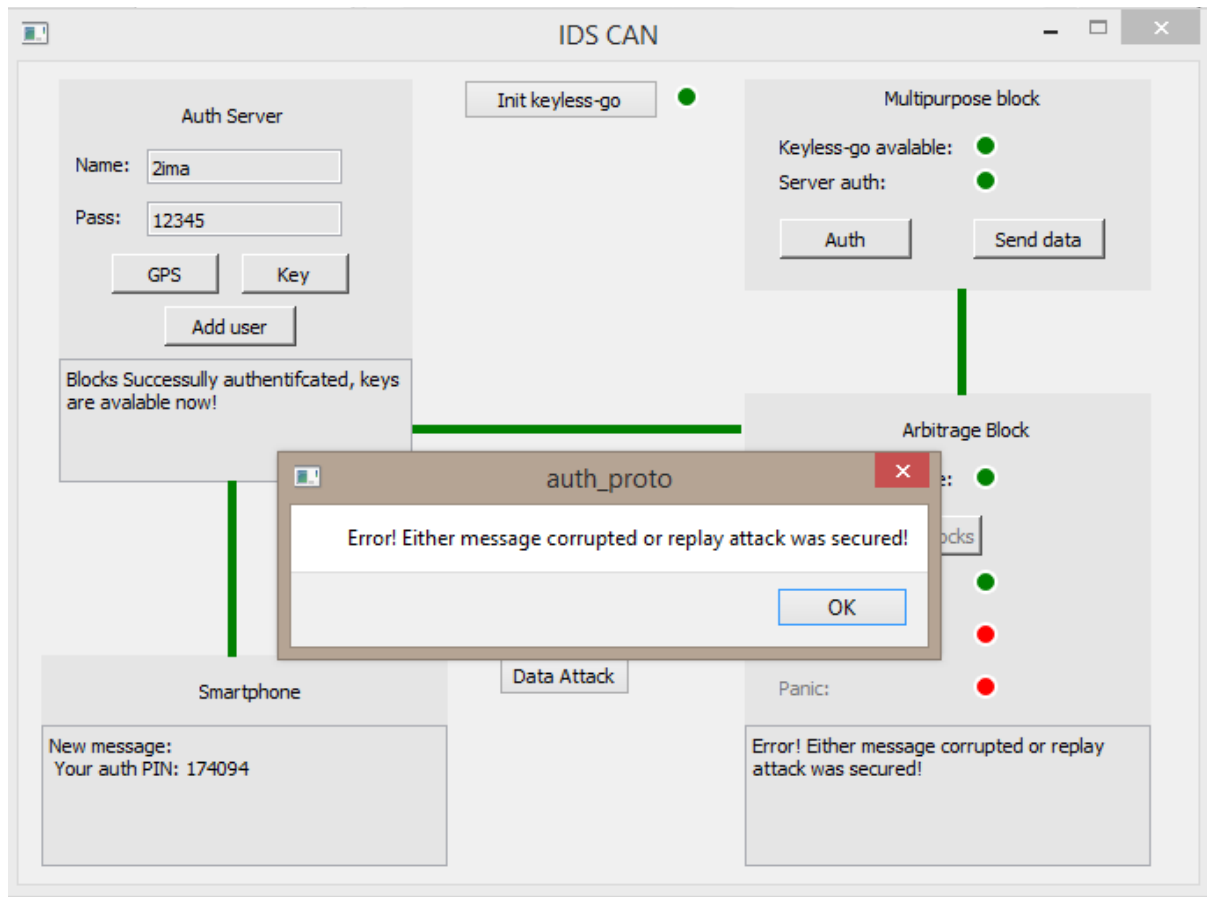 IDS CAN
Auth Server
Name: 2ima
Pass: 12345
GPS Key
Add user
Blocks Successully authentifcated, keys
are avalable now!
Init keyless-go
Multipurpose block
Keyless-go avalable:
Server auth:
Auth Send data
Arbitrage Block
auth_proto
Error! Either message corrupted or replay attack was secured!
OK
Data Attack
Panic:
Smartphone
New message:
Your auth PIN: 174094
Error! Either message corrupted or replay
attack was secured!